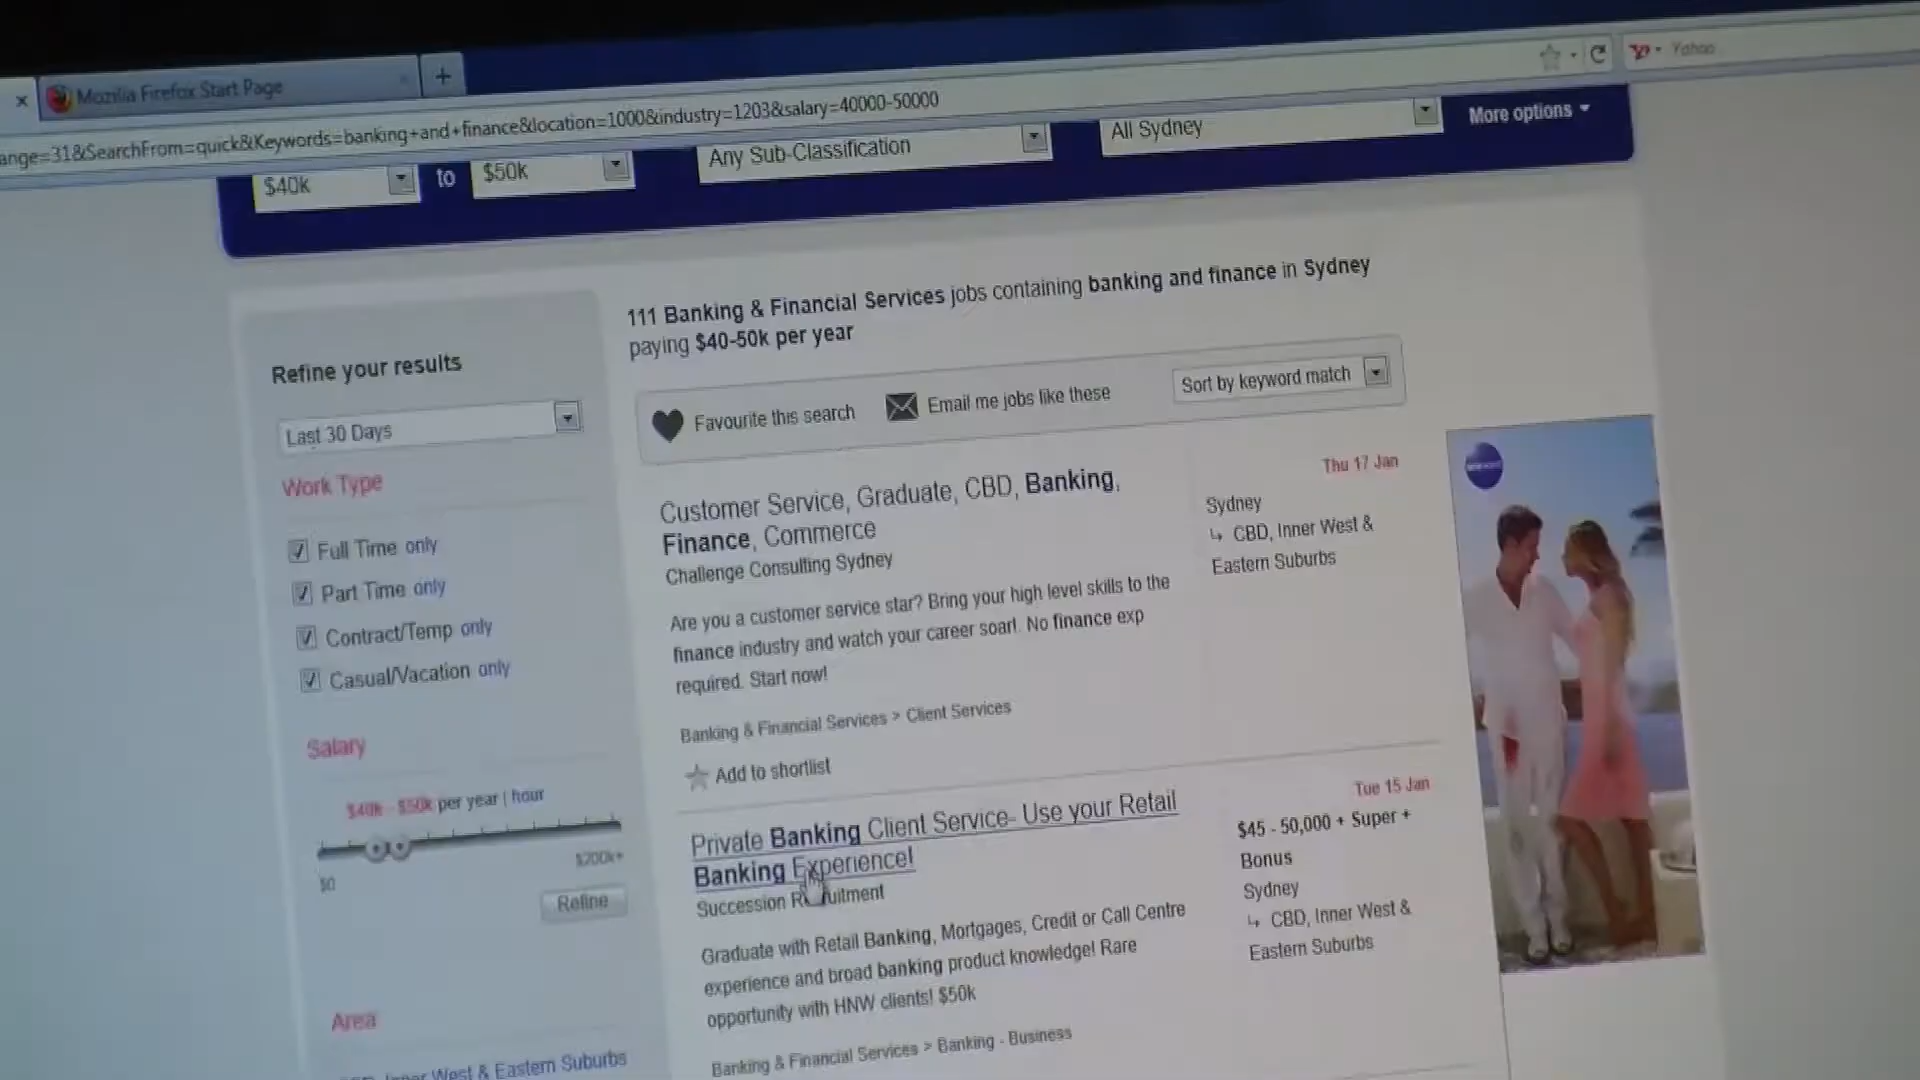 Mozilla Firefox Start Page
Yahoo
ange=31&SearchFrom=quick&Keywords=banking+and+finance&location=1000&industry=1203&salary=40000-50000
$40k to $50k Any Sub-Classification All Sydney More options
111 Banking & Financial Services jobs containing banking and finance in Sydney
paying $40-50k per year
Refine your results
Last 30 Days
Work Type
Full Time only
Part Time only
Contract/Temp only
Casual/Vacation only
Salary
$40k - $50k per year | hour
$0 $200k+
Refine
Area
Inner West & Eastern Suburbs
Favourite this search Email me jobs like these Sort by keyword match
Customer Service, Graduate, CBD, Banking,
Finance, Commerce
Challenge Consulting Sydney
Are you a customer service star? Bring your high level skills to the
finance industry and watch your career soar!. No finance exp
required. Start now!
Banking & Financial Services > Client Services
Add to shortlist
Thu 17 Jan
Sydney
CBD, Inner West &
Eastern Suburbs
Private Banking Client Service- Use your Retail
Banking Experience!
Succession Recruitment
Graduate with Retail Banking, Mortgages, Credit or Call Centre
experience and broad banking product knowledge! Rare
opportunity with HNW clients! $50k
Banking & Financial Services > Banking - Business
Tue 15 Jan
$45 - 50,000 + Super +
Bonus
Sydney
CBD, Inner West &
Eastern Suburbs